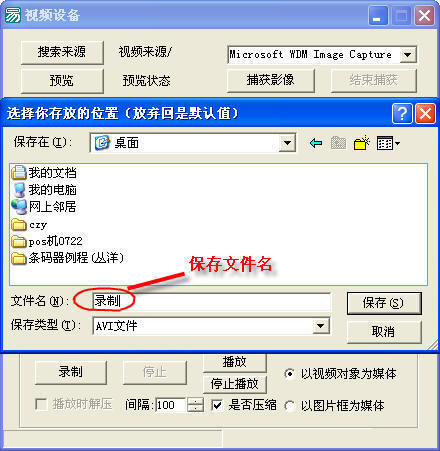 视频设备
搜索来源 视频来源/ Microsoft WDM Image Capture
预览 预览状态 捕获影像 结束捕获
选择你存放的位置（放弃回是默认值）
保存在(I): 桌面
我的文档
我的电脑
网上邻居
czy
pos机0722
条码器例程(丛洋)
保存文件名
文件名(N): 录制 保存(S)
保存类型(T): AVI文件 取消
录制 停止 播放 以视频对象为媒体
停止播放
播放时解压 间隔: 100 是否压缩 以图片框为媒体